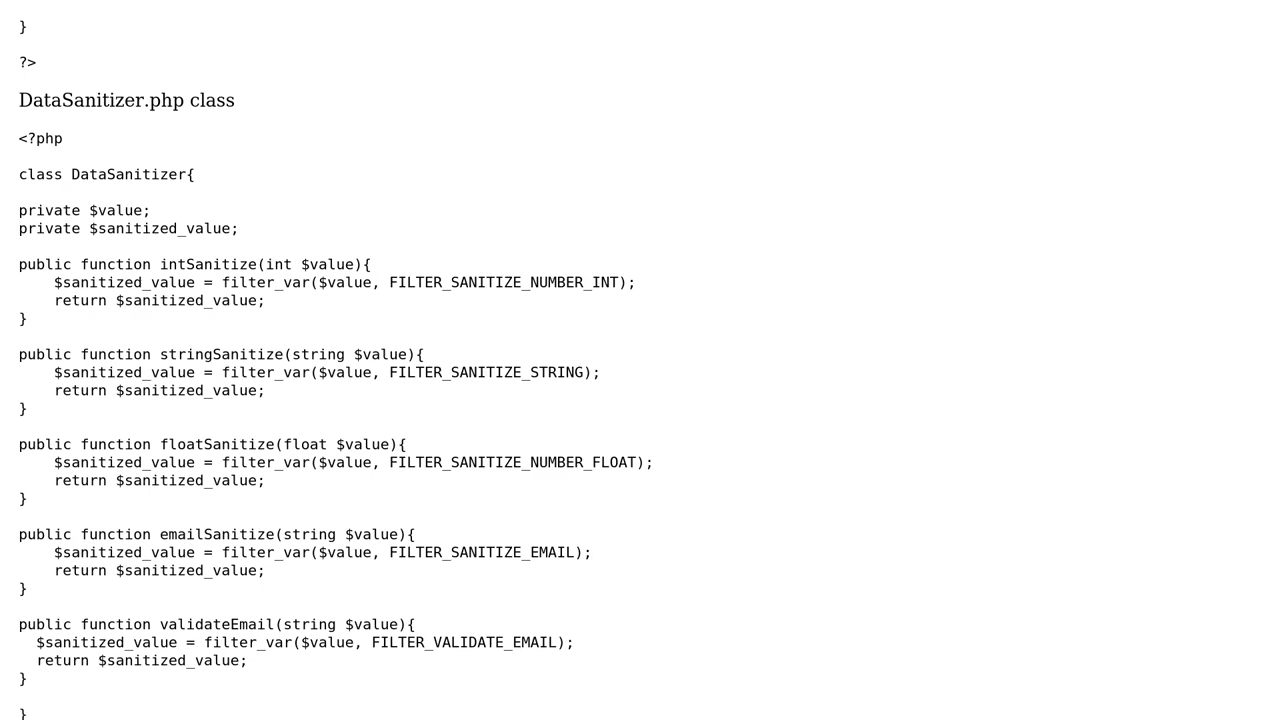 }
?>
DataSanitizer.php class
<?php
class DataSanitizer{
private $value;
private $sanitized_value;
public function intSanitize(int $value){
    $sanitized_value = filter_var($value, FILTER_SANITIZE_NUMBER_INT);
    return $sanitized_value;
}
public function stringSanitize(string $value){
    $sanitized_value = filter_var($value, FILTER_SANITIZE_STRING);
    return $sanitized_value;
}
public function floatSanitize(float $value){
    $sanitized_value = filter_var($value, FILTER_SANITIZE_NUMBER_FLOAT);
    return $sanitized_value;
}
public function emailSanitize(string $value){
    $sanitized_value = filter_var($value, FILTER_SANITIZE_EMAIL);
    return $sanitized_value;
}
public function validateEmail(string $value){
  $sanitized_value = filter_var($value, FILTER_VALIDATE_EMAIL);
  return $sanitized_value;
}
}